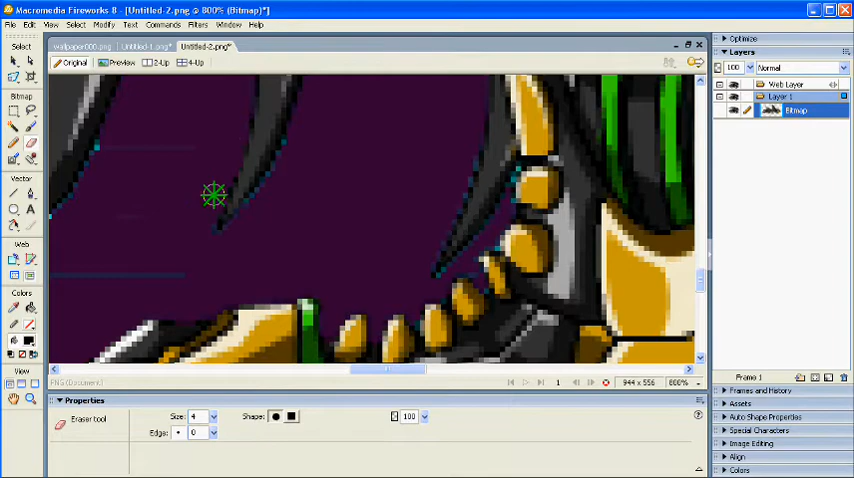 Macromedia Fireworks 8 - [Untitled-2.png @ 800% (Bitmap)*]
File Edit View Select Modify Text Commands Filters Window Help
wallpaper000.png Untitled-1.png* Untitled-2.png*
Original Preview 2-Up 4-Up
Select
Bitmap
Vector
Web
Colors
View
PNG (Document) 1 944 x 556 800%
Properties
Eraser tool Size: 4 Shape: 100
Edge: 0
Optimize
Layers
100 Normal
Web Layer
Layer 1
Bitmap
Frame 1
Frames and History
Assets
Auto Shape Properties
Special Characters
Image Editing
Align
Colors